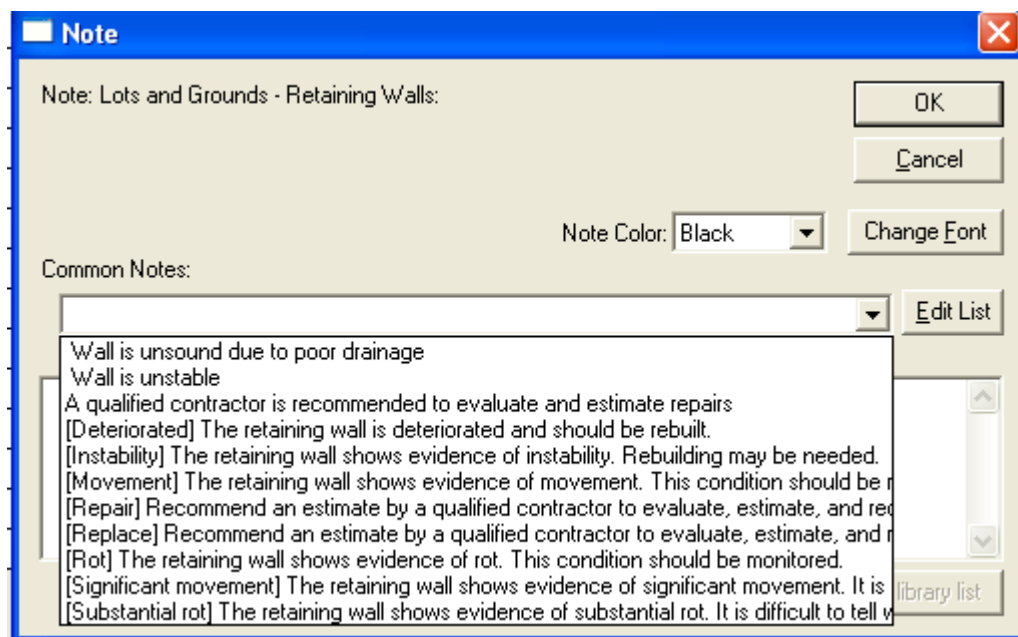 Note
Note: Lots and Grounds - Retaining Walls:
OK
Cancel
Note Color: Black
Change Font
Common Notes:
Edit List
Wall is unsound due to poor drainage
Wall is unstable
A qualified contractor is recommended to evaluate and estimate repairs
[Deteriorated] The retaining wall is deteriorated and should be rebuilt.
[Instability] The retaining wall shows evidence of instability. Rebuilding may be needed.
[Movement] The retaining wall shows evidence of movement. This condition should be
[Repair] Recommend an estimate by a qualified contractor to evaluate, estimate, and
[Replace] Recommend an estimate by a qualified contractor to evaluate, estimate, and
[Rot] The retaining wall shows evidence of rot. This condition should be monitored.
[Significant movement] The retaining wall shows evidence of significant movement. It is
[Substantial rot] The retaining wall shows evidence of substantial rot. It is difficult to tell
library list